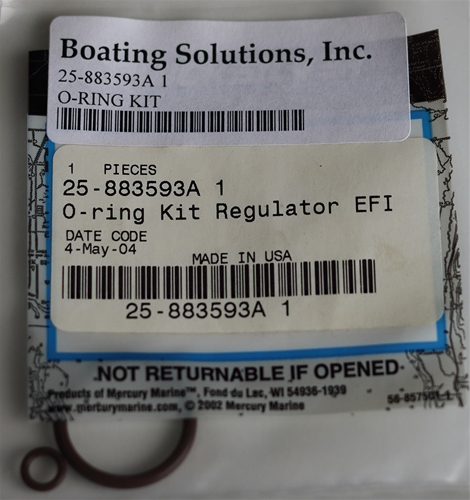 Boating Solutions, Inc.
25-883593A 1
O-RING KIT
1 PIECES
25-883593A 1
O-ring Kit Regulator EFI
DATE CODE
4-May-04
MADE IN USA
25-883593A 1
NOT RETURNABLE IF OPENED
Products of Mercury Marine™, Fond du Lac, WI 54936-1939
www.mercurymarine.com, © 2002 Mercury Marine